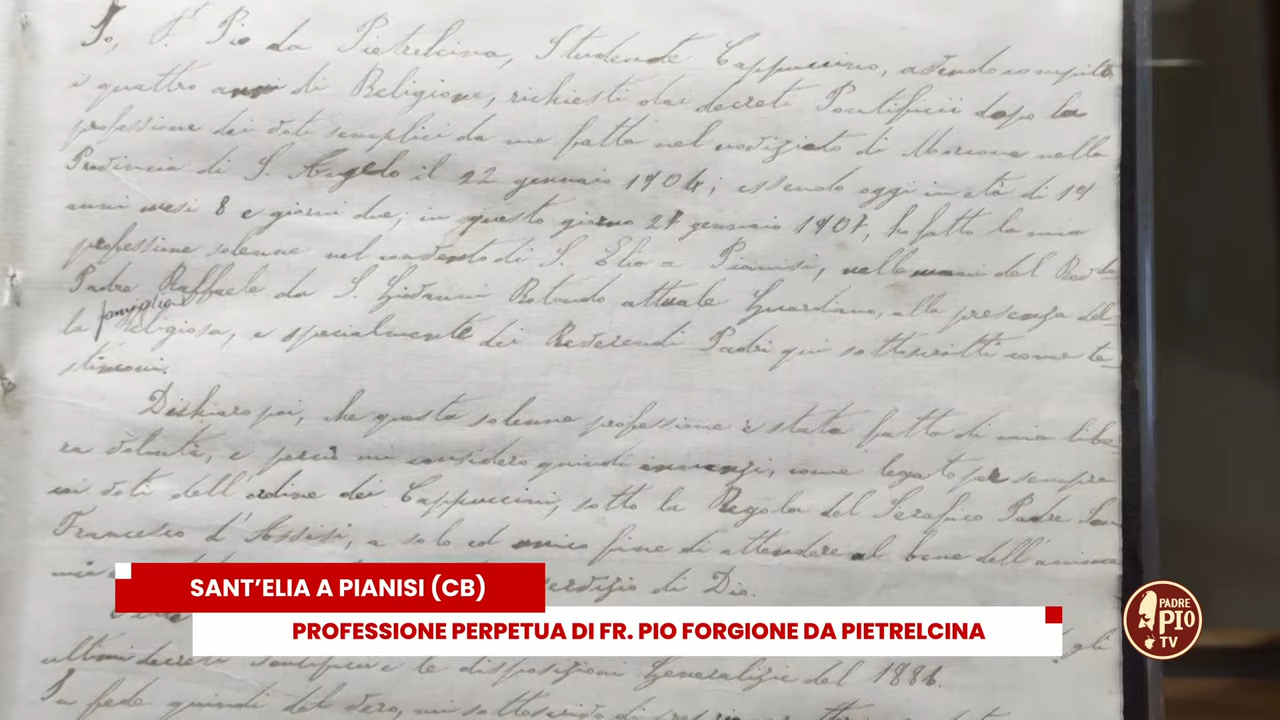 Io, Fr. Pio da Pietrelcina, Studente Cappuccino, avendo compiuto
i quattro anni di Religione, richiesti dai decreti Pontificii dopo la
professione dei voti semplici da me fatta nel noviziato di Morcone nella
Provincia di S. Angelo il 22 gennaio 1904; essendo oggi in età di 19
anni mesi 8 e giorni due; in questo giorno 27 gennaio 1907, ho fatto la mia
professione solenne nel convento di S. Elia a Pianisi, nelle mani del
Padre Raffaele da S. Giovanni Rotondo attuale Guardiano, alla presenza del-
famiglia
la religiosa, e specialmente dei Reverendi Padri qui sottoscritti come te-
stimoni.
Dichiaro poi, che questa solenne professione è stata fatta di mia libe
ra volontà, e perciò mi considero quindi innanzi, come legato per sempre
coi voti dell'ordine dei Cappuccini, sotto la Regola del Serafico Padre San
Francesco d'Assisi, a solo ed unico fine di attendere al bene dell'anima
mia di Dio.
gli
ultimi decreti Pontificii e le disposizioni Generalizie del 1886.
In fede quindi del vero, mi sottoscrivo di
SANT'ELIA A PIANISI (CB)
PROFESSIONE PERPETUA DI FR. PIO FORGIONE DA PIETRELCINA
PADRE
PIO
TV